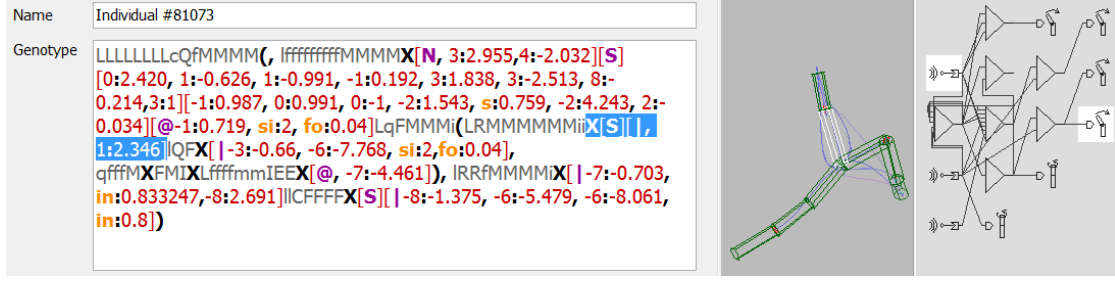 Name Individual #81073
Genotype LLLLLLLLcQfMMMM(, lfffffffffMMMMX[N, 3:2.955,4:-2.032][S]
[0:2.420, 1:-0.626, 1:-0.991, -1:0.192, 3:1.838, 3:-2.513, 8:-
0.214,3:1][-1:0.987, 0:0.991, 0:-1, -2:1.543, s:0.759, -2:4.243, 2:-
0.034][@-1:0.719, si:2, fo:0.04]LqFMMMi(LRMMMMMMiiX[S][|,
1:2.346]lQFX[|-3:-0.66, -6:-7.768, si:2,fo:0.04],
qfffMXFMIXLffffmmIEEX[@, -7:-4.461]), lRRfMMMMiX[|-7:-0.703,
in:0.833247,-8:2.691]llCFFFFX[S][|-8:-1.375, -6:-5.479, -6:-8.061,
in:0.8])